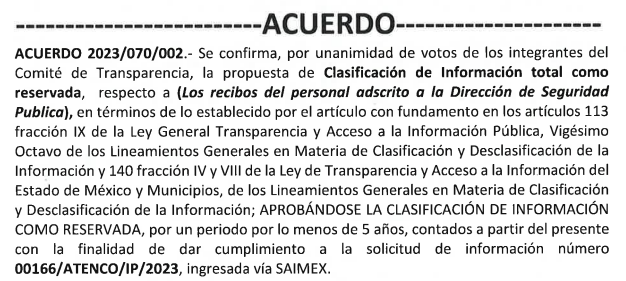 ---------------------------ACUERDO--------------------
ACUERDO 2023/070/002.- Se confirma, por unanimidad de votos de los integrantes del
Comité de Transparencia, la propuesta de Clasificación de Información total como
reservada, respecto a (Los recibos del personal adscrito a la Dirección de Seguridad
Publica), en términos de lo establecido por el artículo con fundamento en los artículos 113
fracción IX de la Ley General Transparencia y Acceso a la Información Pública, Vigésimo
Octavo de los Lineamientos Generales en Materia de Clasificación y Desclasificación de la
Información y 140 fracción IV y VIII de la Ley de Transparencia y Acceso a la Información del
Estado de México y Municipios, de los Lineamientos Generales en Materia de Clasificación
y Desclasificación de la Información; APROBÁNDOSE LA CLASIFICACIÓN DE INFORMACIÓN
COMO RESERVADA, por un periodo por lo menos de 5 años, contados a partir del presente
con la finalidad de dar cumplimiento a la solicitud de información número
00166/ATENCO/IP/2023, ingresada vía SAIMEX.